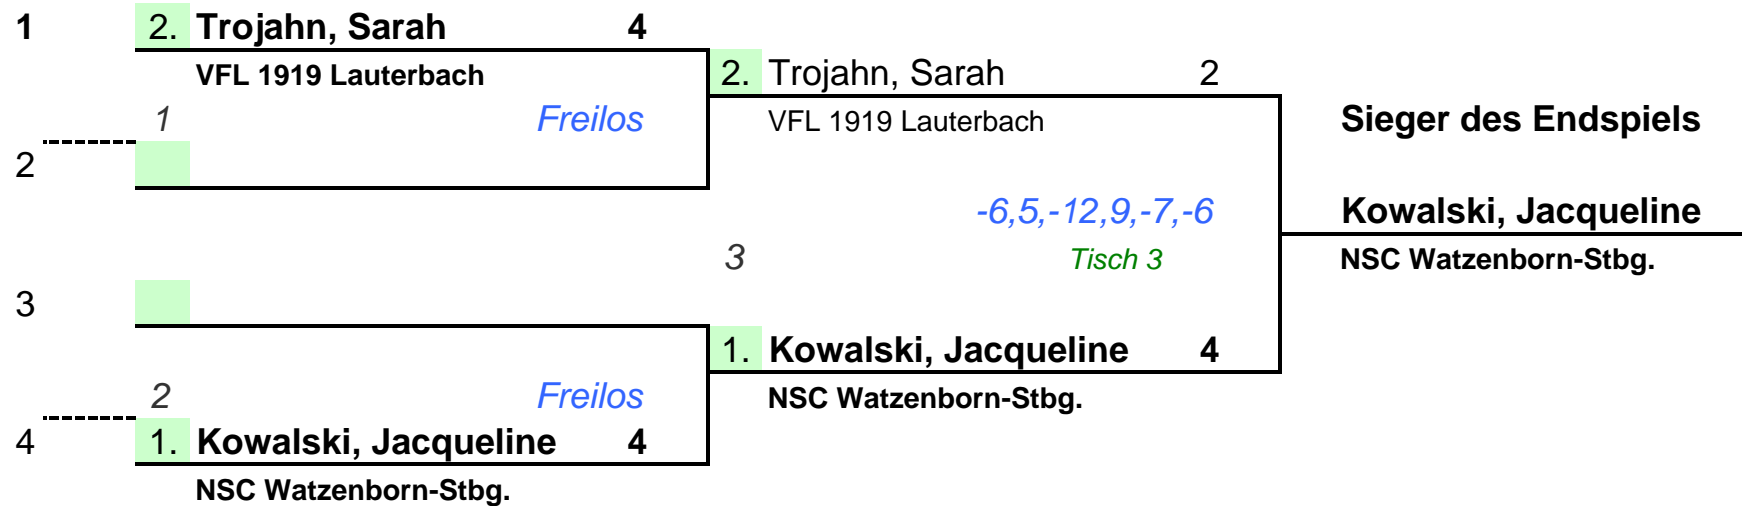 1 2. Trojahn, Sarah 4
VFL 1919 Lauterbach 2. Trojahn, Sarah 2
1 Freilos VFL 1919 Lauterbach Sieger des Endspiels
2
-6,5,-12,9,-7,-6 Kowalski, Jacqueline
3 Tisch 3 NSC Watzenborn-Stbg.
3
1. Kowalski, Jacqueline 4
2 Freilos NSC Watzenborn-Stbg.
4 1. Kowalski, Jacqueline 4
NSC Watzenborn-Stbg.